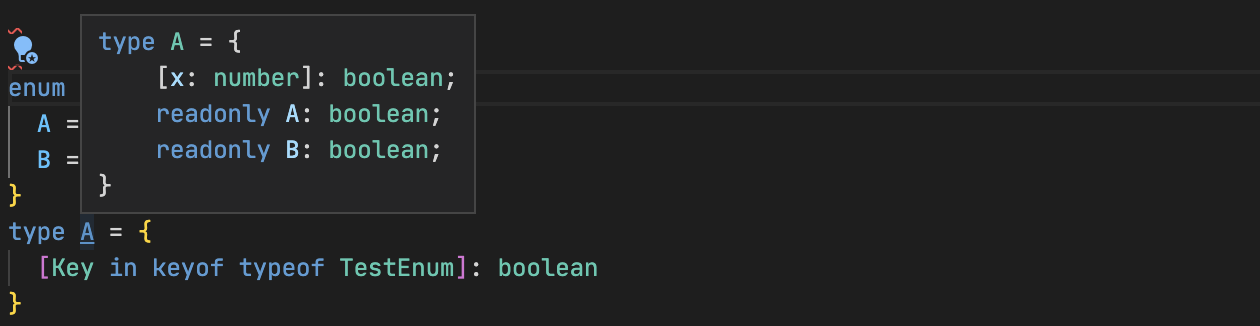 type A = {
    [x: number]: boolean;
    readonly A: boolean;
    readonly B: boolean;
}
enum
  A =
  B =
}
type A = {
  [Key in keyof typeof TestEnum]: boolean
}